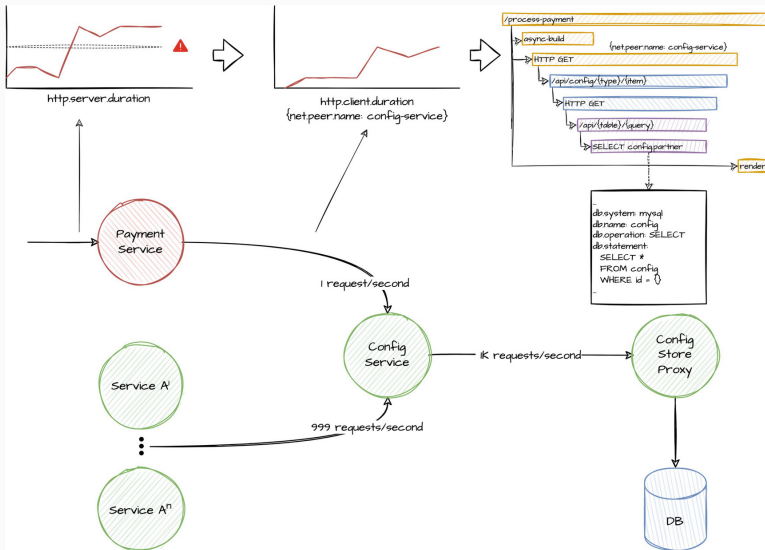 http.server.duration
http.client.duration
{net.peer.name: config-service}
/process-payment
async-build
{net.peer.name: config-service}
HTTP GET
/api/config/{type}/{item}
HTTP GET
/api/{table}/{query}
SELECT config.partner
render
...
db.system: mysql
db.name: config
db.operation: SELECT
db.statement:
SELECT *
FROM config
WHERE id = {}
...
Payment
Service
1 request/second
Config
Service
1K requests/second
Config
Store
Proxy
Service A¹
999 requests/second
Service Aⁿ
DB